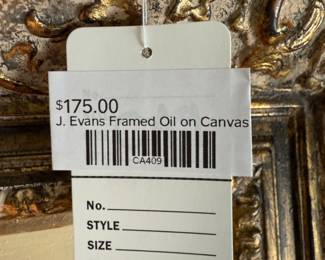 $175.00
J. Evans Framed Oil on Canvas
CA409
No.
STYLE
SIZE